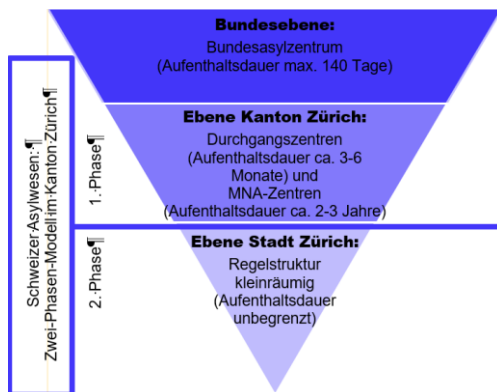 Bundesebene:
Bundesasylzentrum
(Aufenthaltsdauer max. 140 Tage)
Schweizer Asylwesen:¶
Zwei-Phasen-Modell im Kanton Zürich¶
1. Phase¶
Ebene Kanton Zürich:
Durchgangszentren
(Aufenthaltsdauer ca. 3-6
Monate) und
MNA-Zentren
(Aufenthaltsdauer ca. 2-3 Jahre)
2. Phase¶
Ebene Stadt Zürich:
Regelstruktur
kleinräumig
(Aufenthaltsdauer
unbegrenzt)